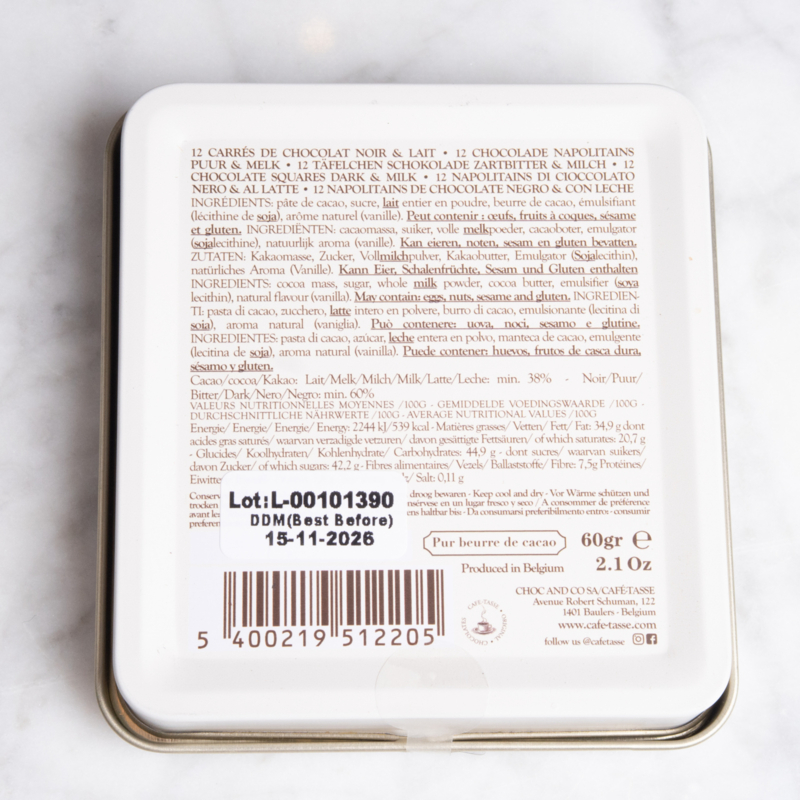 12 CARRÉS DE CHOCOLAT NOIR & LAIT • 12 CHOCOLADE NAPOLITAINS
PUUR & MELK • 12 TÄFELCHEN SCHOKOLADE ZARTBITTER & MILCH • 12
CHOCOLATE SQUARES DARK & MILK • 12 NAPOLITAINS DI CIOCCOLATO
NERO & AL LATTE • 12 NAPOLITAINS DE CHOCOLATE NEGRO & CON LECHE
INGRÉDIENTS: pâte de cacao, sucre, lait entier en poudre, beurre de cacao, émulsifiant
(lécithine de soja), arôme naturel (vanille). Peut contenir : œufs, fruits à coques, sésame
et gluten. INGREDIËNTEN: cacaomassa, suiker, volle melkpoeder, cacaoboter, emulgator
(sojalecithine), natuurlijk aroma (vanille). Kan eieren, noten, sesam en gluten bevatten.
ZUTATEN: Kakaomasse, Zucker, Vollmilchpulver, Kakaobutter, Emulgator (Sojalecithin),
natürliches Aroma (Vanille). Kann Eier, Schalenfrüchte, Sesam und Gluten enthalten
INGREDIENTS: cocoa mass, sugar, whole milk powder, cocoa butter, emulsifier (soya
lecithin), natural flavour (vanilla). May contain: eggs, nuts, sesame and gluten. INGREDIEN-
TI: pasta di cacao, zucchero, latte intero en polvere, burro di cacao, emulsionante (lecitina di
soia), aroma natural (vaniglia). Può contenere: uova, noci, sesamo e glutine.
INGREDIENTES: pasta di cacao, azúcar, leche entera en polvo, manteca de cacao, emulgente
(lecitina de soja), aroma natural (vainilla). Puede contener: huevos, frutos de casca dura,
sésamo y gluten.
Cacao/cocoa/Kakao: Lait/Melk/Milch/Milk/Latte/Leche: min. 38% - Noir/Puur/
Bitter/Dark/Nero/Negro: min. 60%
VALEURS NUTRITIONNELLES MOYENNES /100G - GEMIDDELDE VOEDINGSWAARDE /100G -
DURCHSCHNITTLICHE NÄHRWERTE /100G - AVERAGE NUTRITIONAL VALUES /100G
Energie/ Energie/ Energie/ Energy: 2244 kJ/539 kcal - Matières grasses/ Vetten/ Fett/ Fat: 34,9 g dont
acides gras saturés/ waarvan verzadigde vetzuren/ davon gesättigte Fettsäuren/ of which saturates: 20,7 g
- Glucides/ Koolhydraten/ Kohlenhydrate/ Carbohydrates: 44,9 g - dont sucres/ waarvan suikers/
davon Zucker/ of which sugars: 42,2 g - Fibres alimentaires/ Vezels/ Ballaststoffe/ Fibre: 7,5g Protéines/
Eiwitte / Salt: 0,11 g
Conserv droog bewaren - Keep cool and dry - Vor Wärme schützen und
trocken nsérvese en un lugar fresco y seco / A consommer de préférence
avant le ens haltbar bis - Da consumarsi preferibilmento entro - consumir
preferen
Lot:L-00101390
DDM(Best Before)
15-11-2026
Pur beurre de cacao
60gr e
2.1 Oz
Produced in Belgium
CHOC AND CO SA/CAFÉ-TASSE
Avenue Robert Schuman, 122
1401 Baulers - Belgium
www.cafe-tasse.com
follow us @cafetasse
CAFE-TASSE • ORIGINAL CHOCOLATES •
5 400219 512205